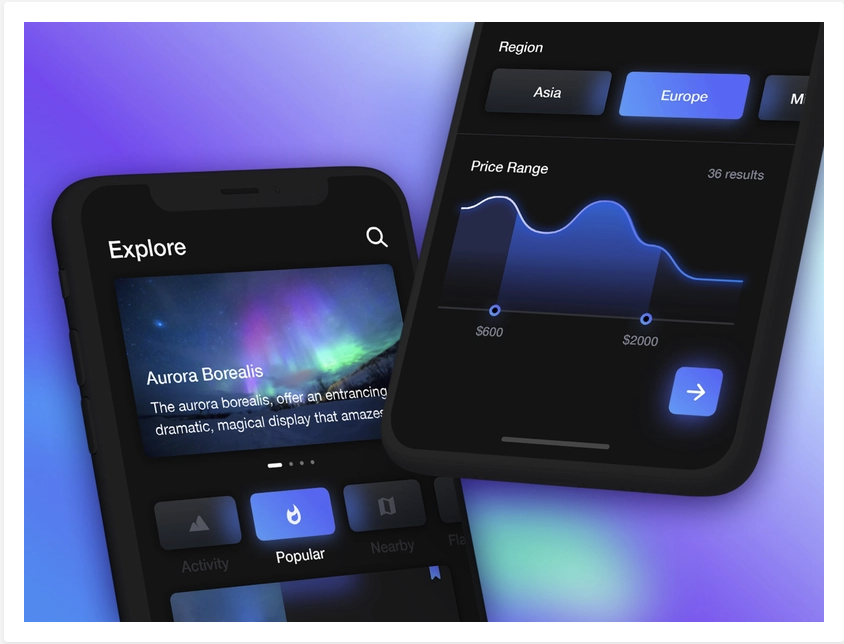 Explore
Aurora Borealis
The aurora borealis, offer an entrancing
dramatic, magical display that amazes
Activity
Popular
Nearby
Region
Asia
Europe
Price Range
36 results
$600
$2000